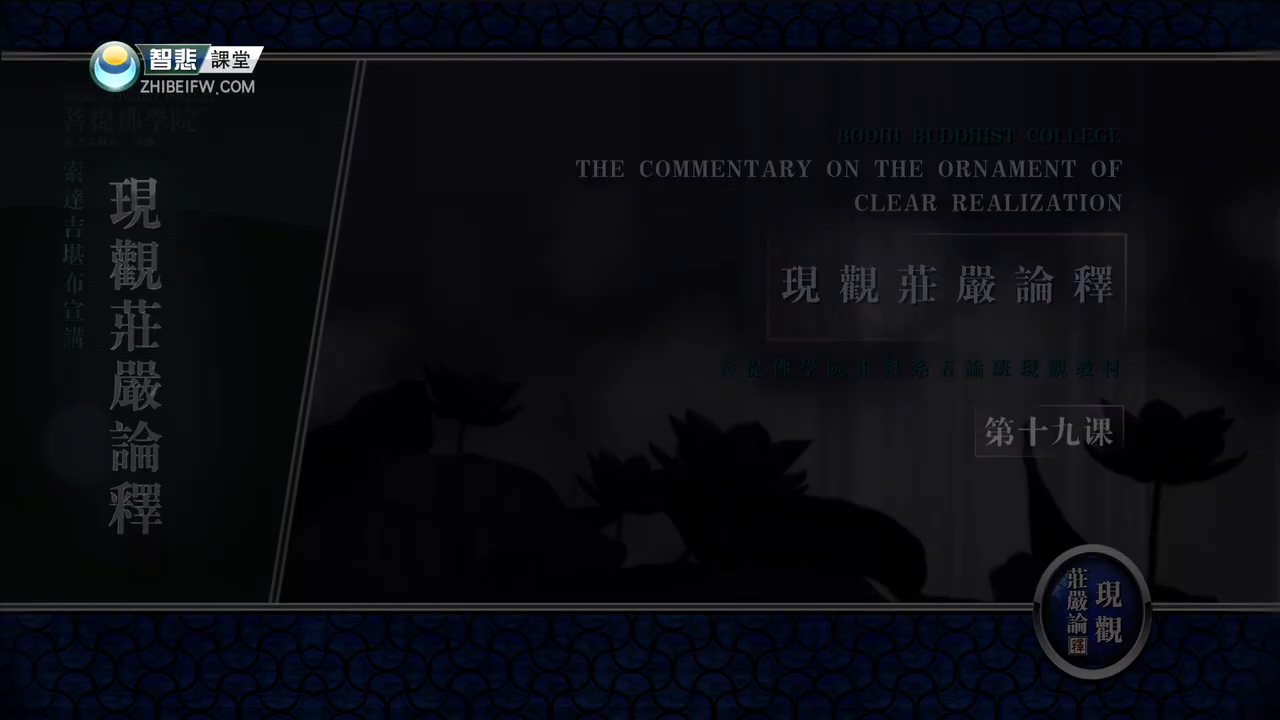 智悲課堂
ZHIBEIFW.COM
菩提佛學院
索達吉堪布宣講
現觀莊嚴論釋
BODHI BUDDHIST COLLEGE
THE COMMENTARY ON THE ORNAMENT OF
CLEAR REALIZATION
現觀莊嚴論釋
第十九课
現觀
莊嚴論釋